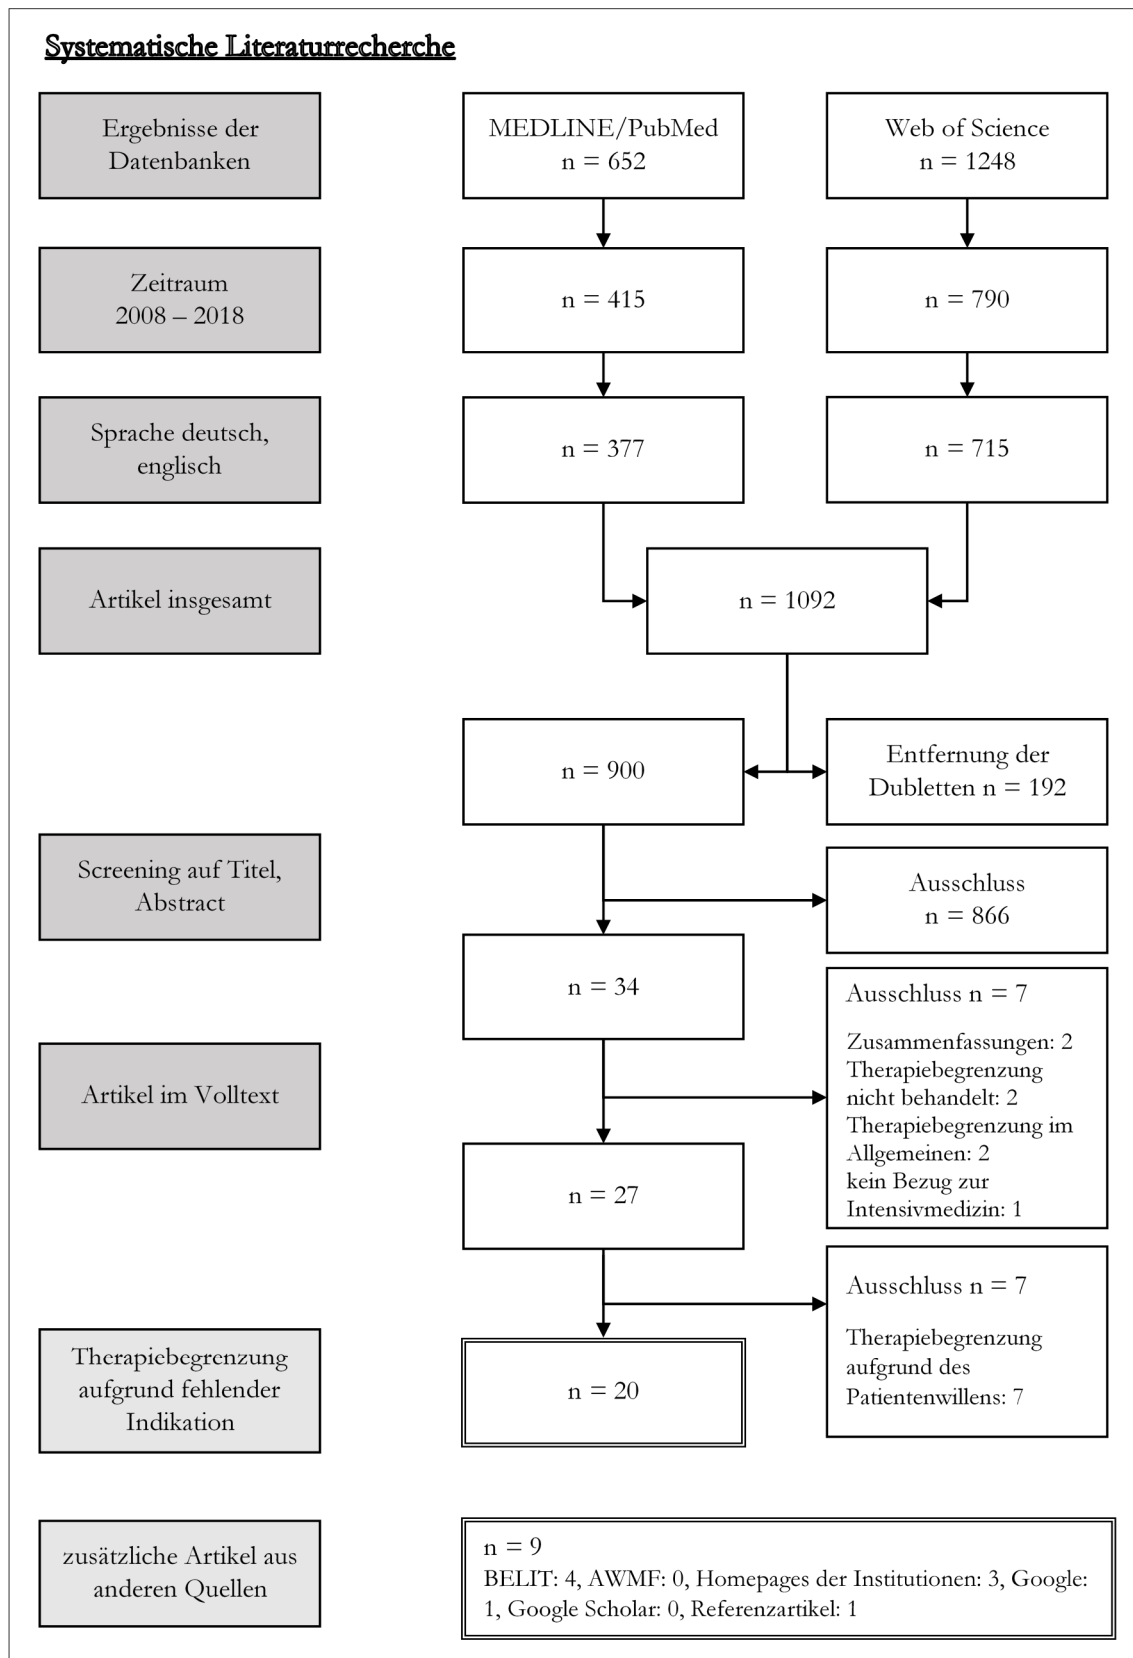 Systematische Literaturrecherche
Ergebnisse der
Datenbanken
MEDLINE/PubMed
n = 652
Web of Science
n = 1248
Zeitraum
2008 – 2018
n = 415
n = 790
Sprache deutsch,
englisch
n = 377
n = 715
Artikel insgesamt
n = 1092
n = 900
Entfernung der
Dubletten n = 192
Screening auf Titel,
Abstract
Ausschluss
n = 866
n = 34
Ausschluss n = 7
Zusammenfassungen: 2
Therapiebegrenzung
nicht behandelt: 2
Therapiebegrenzung im
Allgemeinen: 2
kein Bezug zur
Intensivmedizin: 1
Artikel im Volltext
n = 27
Ausschluss n = 7
Therapiebegrenzung
aufgrund des
Patientenwillens: 7
Therapiebegrenzung
aufgrund fehlender
Indikation
n = 20
zusätzliche Artikel aus
anderen Quellen
n = 9
BELIT: 4, AWMF: 0, Homepages der Institutionen: 3, Google:
1, Google Scholar: 0, Referenzartikel: 1